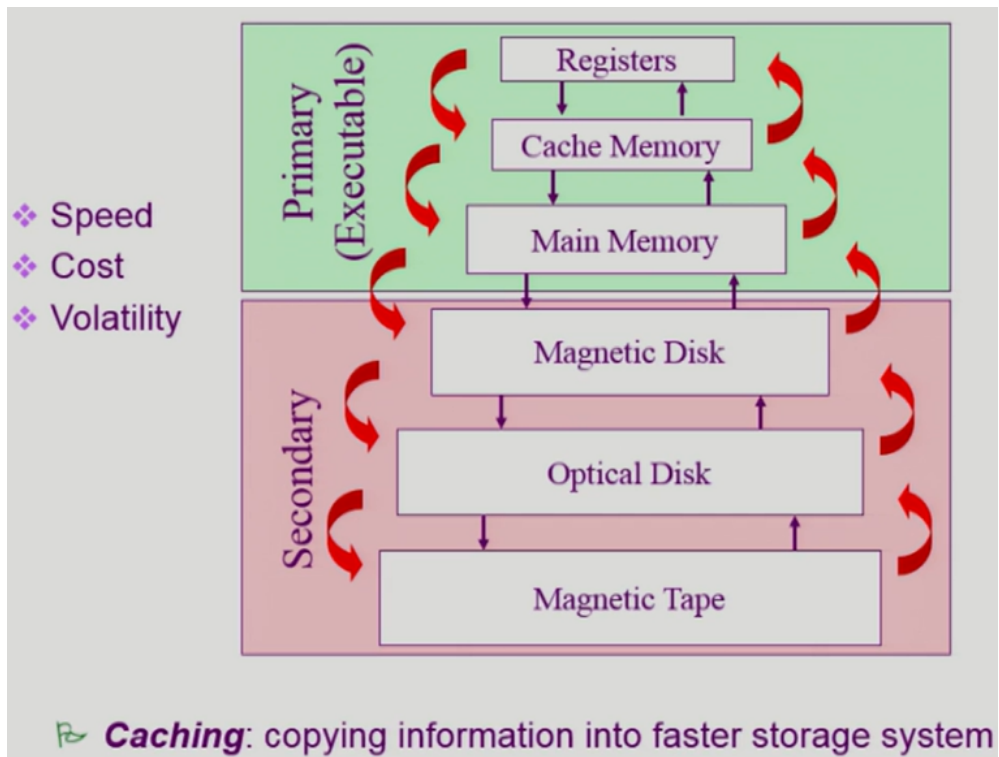 Primary
(Executable)
Registers
Cache Memory
Main Memory
Speed
Cost
Volatility
Secondary
Magnetic Disk
Optical Disk
Magnetic Tape
Caching: copying information into faster storage system